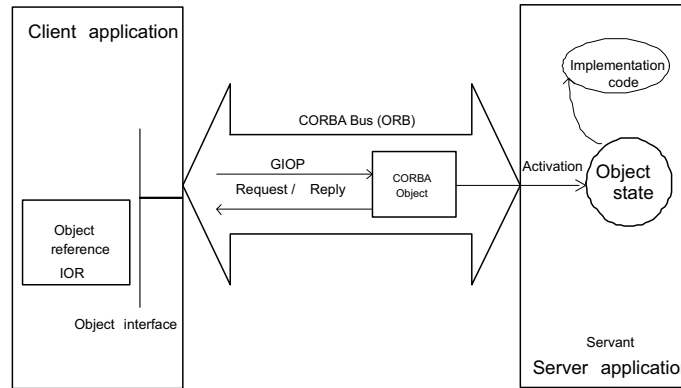 Client application
Object
reference
IOR
Object interface
CORBA Bus (ORB)
GIOP
Request / Reply
CORBA
Object
Activation
Implementation
code
Object
state
Servant
Server application